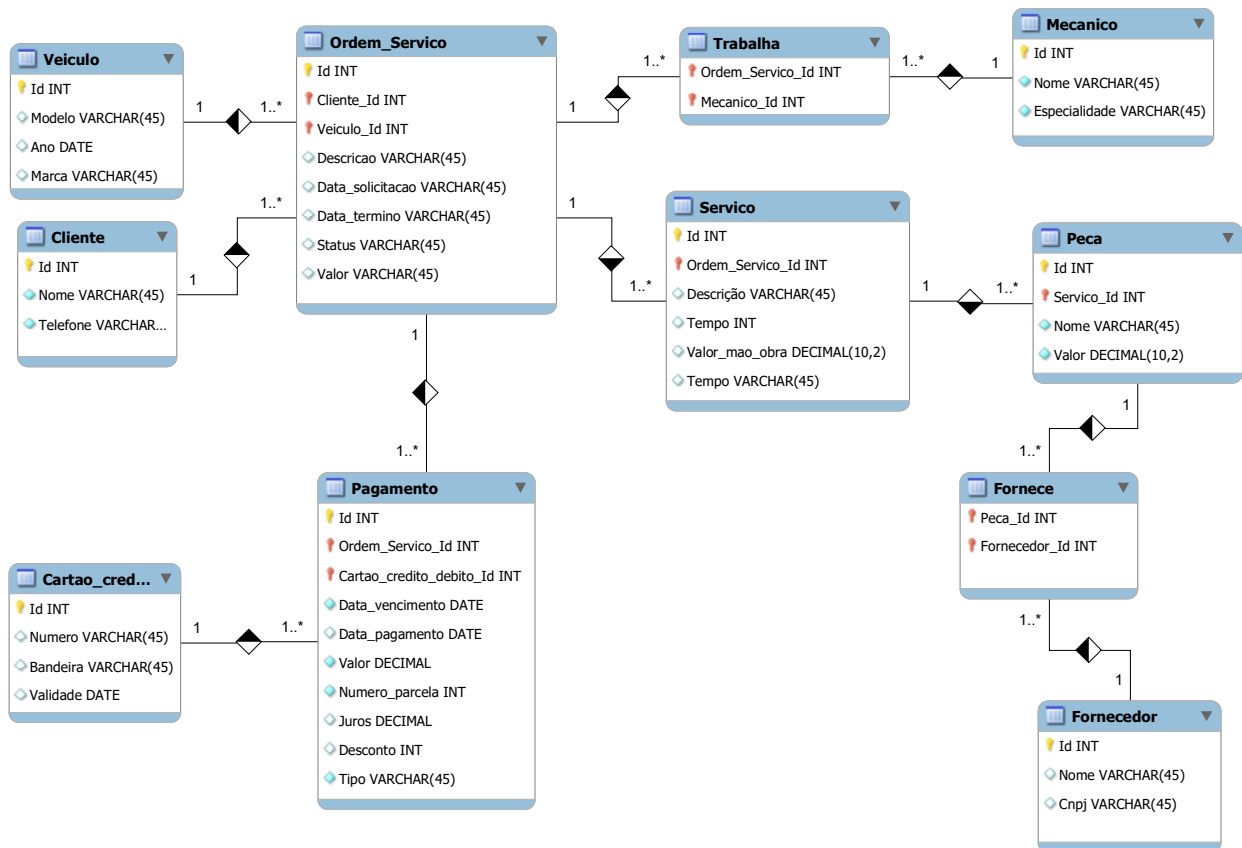 Veiculo
Id INT
Modelo VARCHAR(45)
Ano DATE
Marca VARCHAR(45)
1
1..*
Cliente
Id INT
Nome VARCHAR(45)
Telefone VARCHAR...
1
1..*
Ordem_Servico
Id INT
Cliente_Id INT
Veiculo_Id INT
Descricao VARCHAR(45)
Data_solicitacao VARCHAR(45)
Data_termino VARCHAR(45)
Status VARCHAR(45)
Valor VARCHAR(45)
1
1..*
Trabalha
Ordem_Servico_Id INT
Mecanico_Id INT
1..*
1
Mecanico
Id INT
Nome VARCHAR(45)
Especialidade VARCHAR(45)
1
1..*
Servico
Id INT
Ordem_Servico_Id INT
Descrição VARCHAR(45)
Tempo INT
Valor_mao_obra DECIMAL(10,2)
Tempo VARCHAR(45)
1
1..*
Peca
Id INT
Servico_Id INT
Nome VARCHAR(45)
Valor DECIMAL(10,2)
1
1..*
Fornece
Peca_Id INT
Fornecedor_Id INT
1..*
1
Fornecedor
Id INT
Nome VARCHAR(45)
Cnpj VARCHAR(45)
1
1..*
Pagamento
Id INT
Ordem_Servico_Id INT
Cartao_credito_debito_Id INT
Data_vencimento DATE
Data_pagamento DATE
Valor DECIMAL
Numero_parcela INT
Juros DECIMAL
Desconto INT
Tipo VARCHAR(45)
Cartao_cred...
Id INT
Numero VARCHAR(45)
Bandeira VARCHAR(45)
Validade DATE
1
1..*